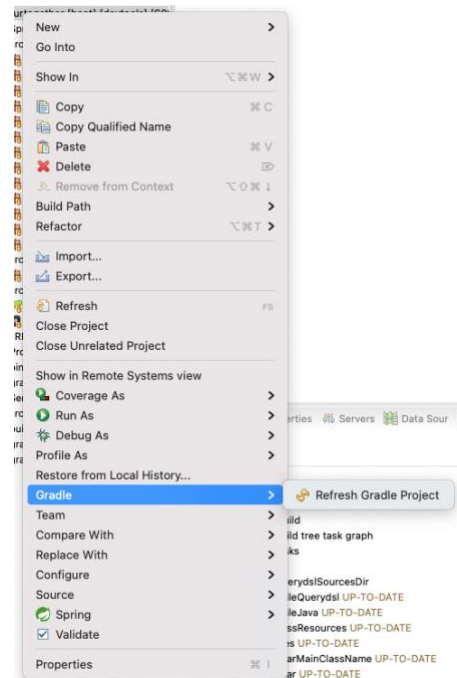 New
Go Into
Show In ⌥⌘W
Copy ⌘C
Copy Qualified Name
Paste ⌘V
Delete ⌦
Remove from Context ⌥⇧⌘↓
Build Path
Refactor ⌥⌘T
Import...
Export...
Refresh F5
Close Project
Close Unrelated Project
Show in Remote Systems view
Coverage As
Run As
erties Servers Data Sour
Debug As
Profile As
Restore from Local History...
Gradle Refresh Gradle Project
Team
Compare With
ild tree task graph
Replace With
Configure
Source
erydslSourcesDir
leQuerydsl UP-TO-DATE
Spring
leJava UP-TO-DATE
ssResources UP-TO-DATE
Validate
es UP-TO-DATE
arMainClassName UP-TO-DATE
Properties ⌘I
ar UP-TO-DATE